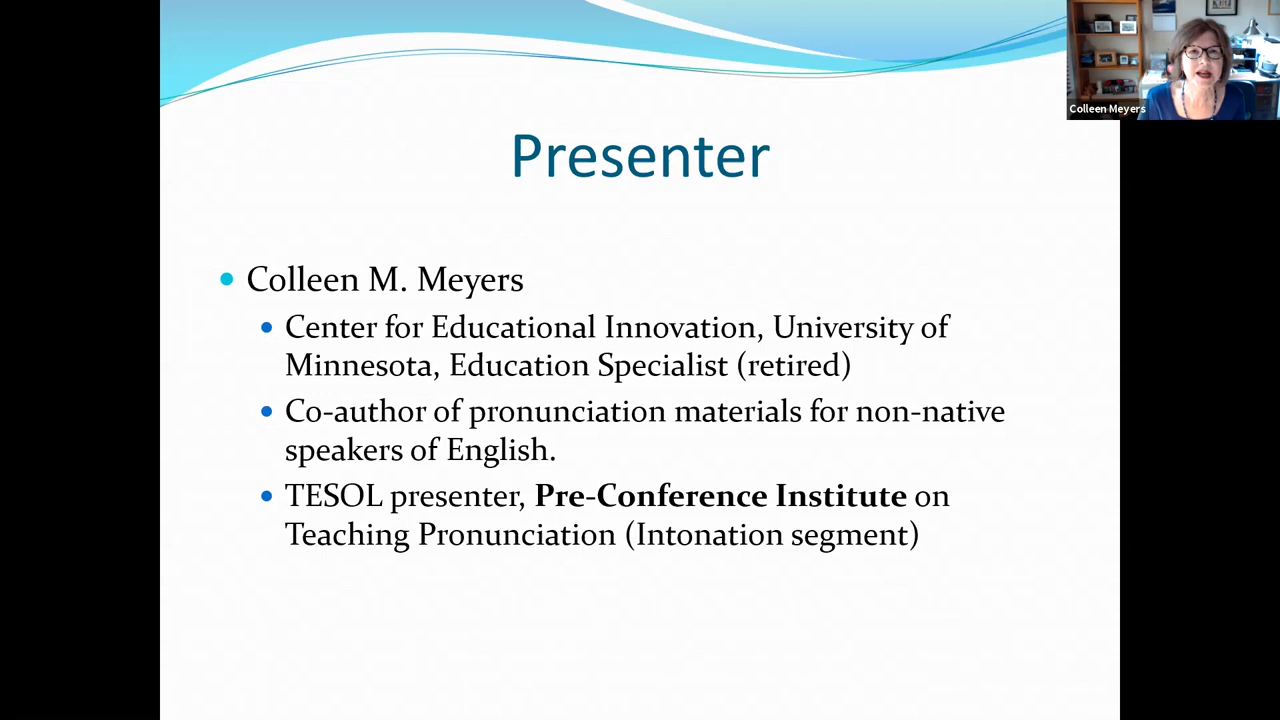 Colleen Meyers
Presenter
Colleen M. Meyers
Center for Educational Innovation, University of
Minnesota, Education Specialist (retired)
Co-author of pronunciation materials for non-native
speakers of English.
TESOL presenter, Pre-Conference Institute on
Teaching Pronunciation (Intonation segment)